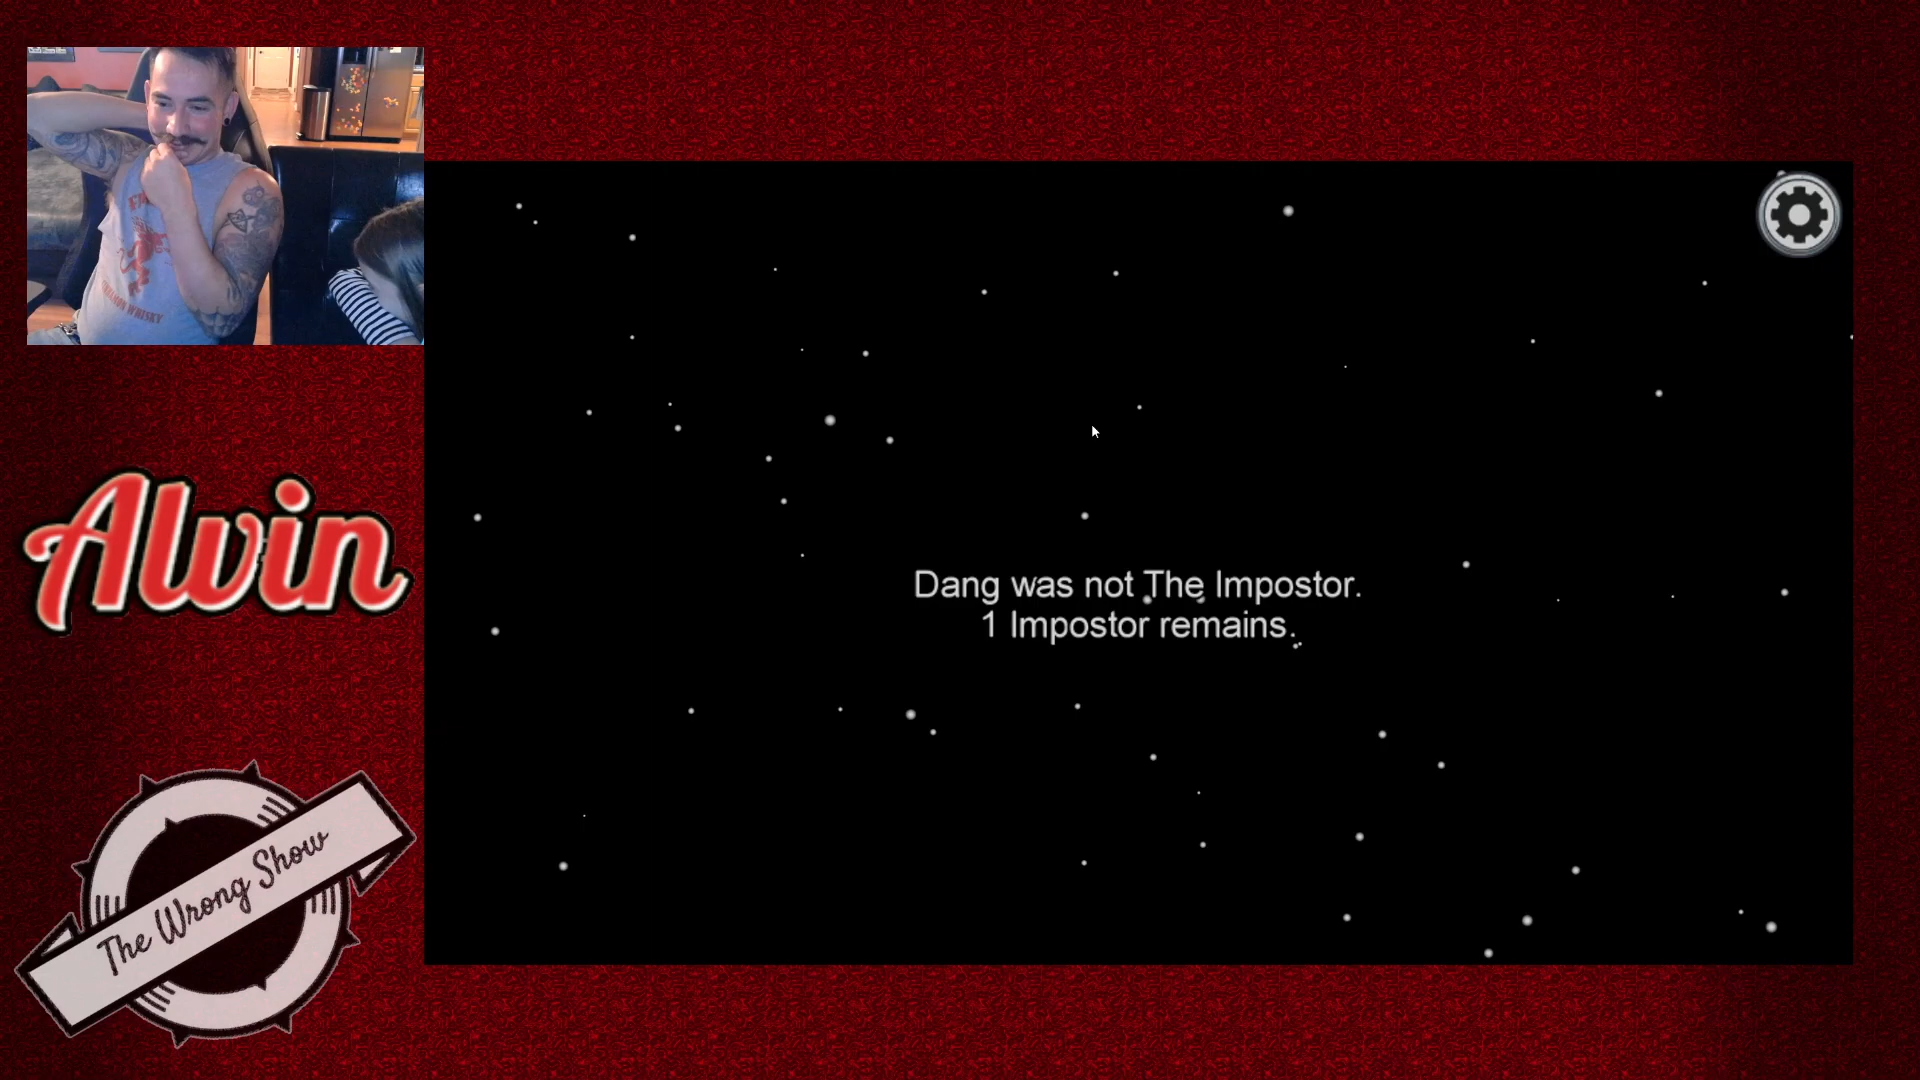 Alvin
The Wrong Show
Dang was not The Impostor.
1 Impostor remains.